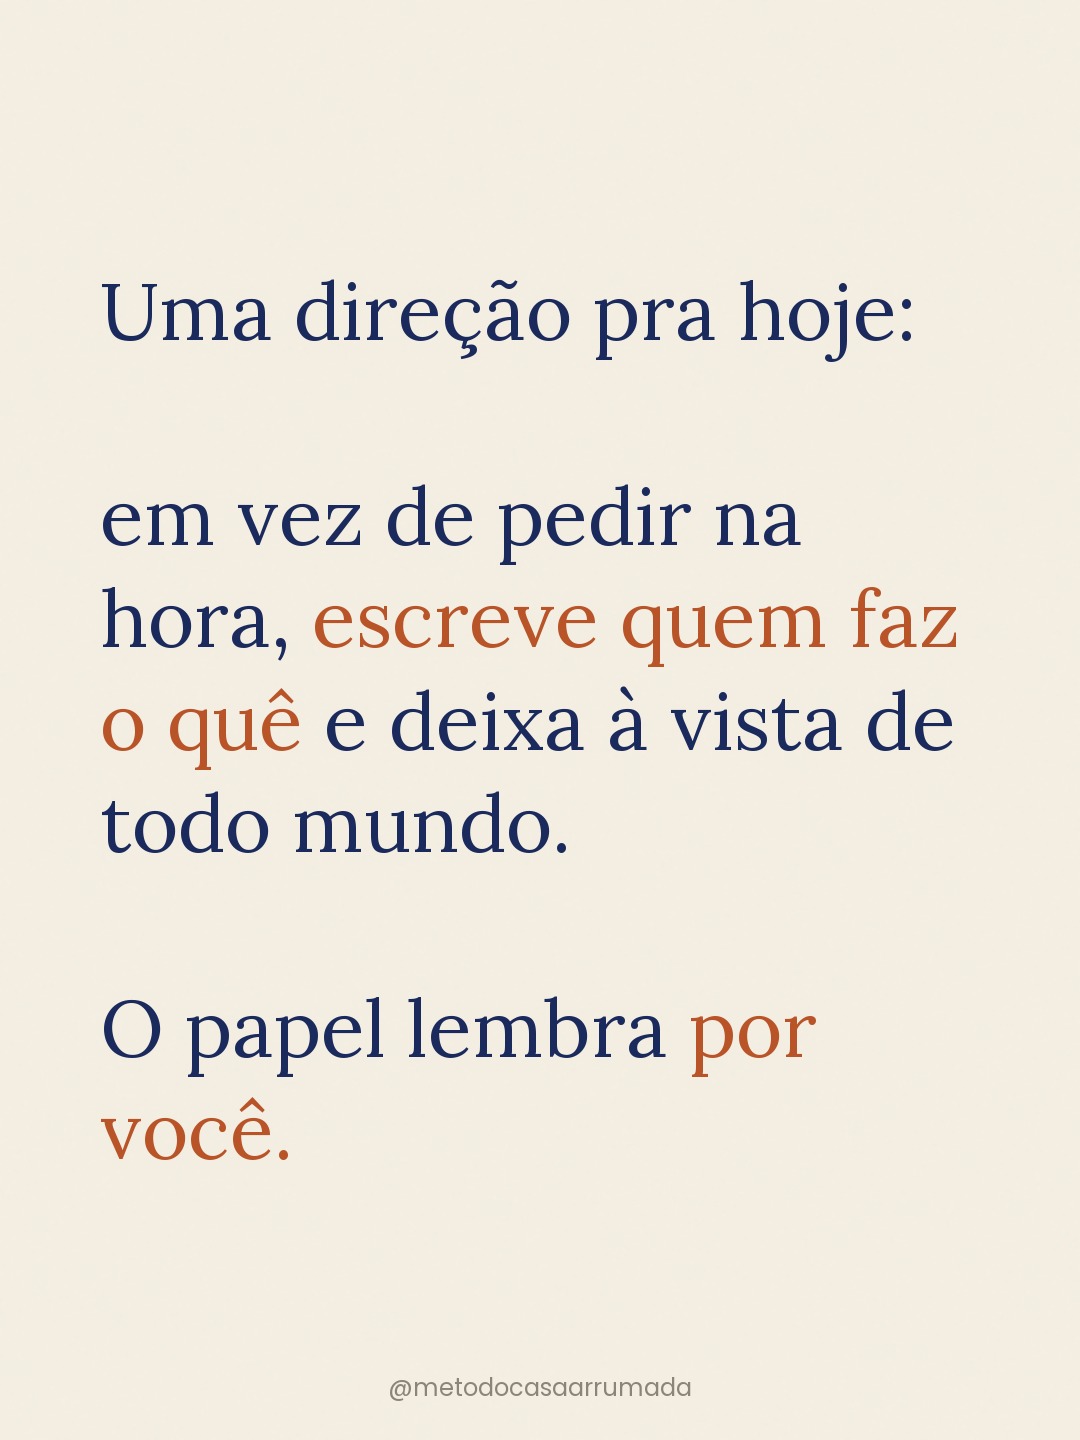 Uma direção pra hoje:
em vez de pedir na
hora, escreve quem faz
o quê e deixa à vista de
todo mundo.
O papel lembra por
você.
@metodocasaarrumada